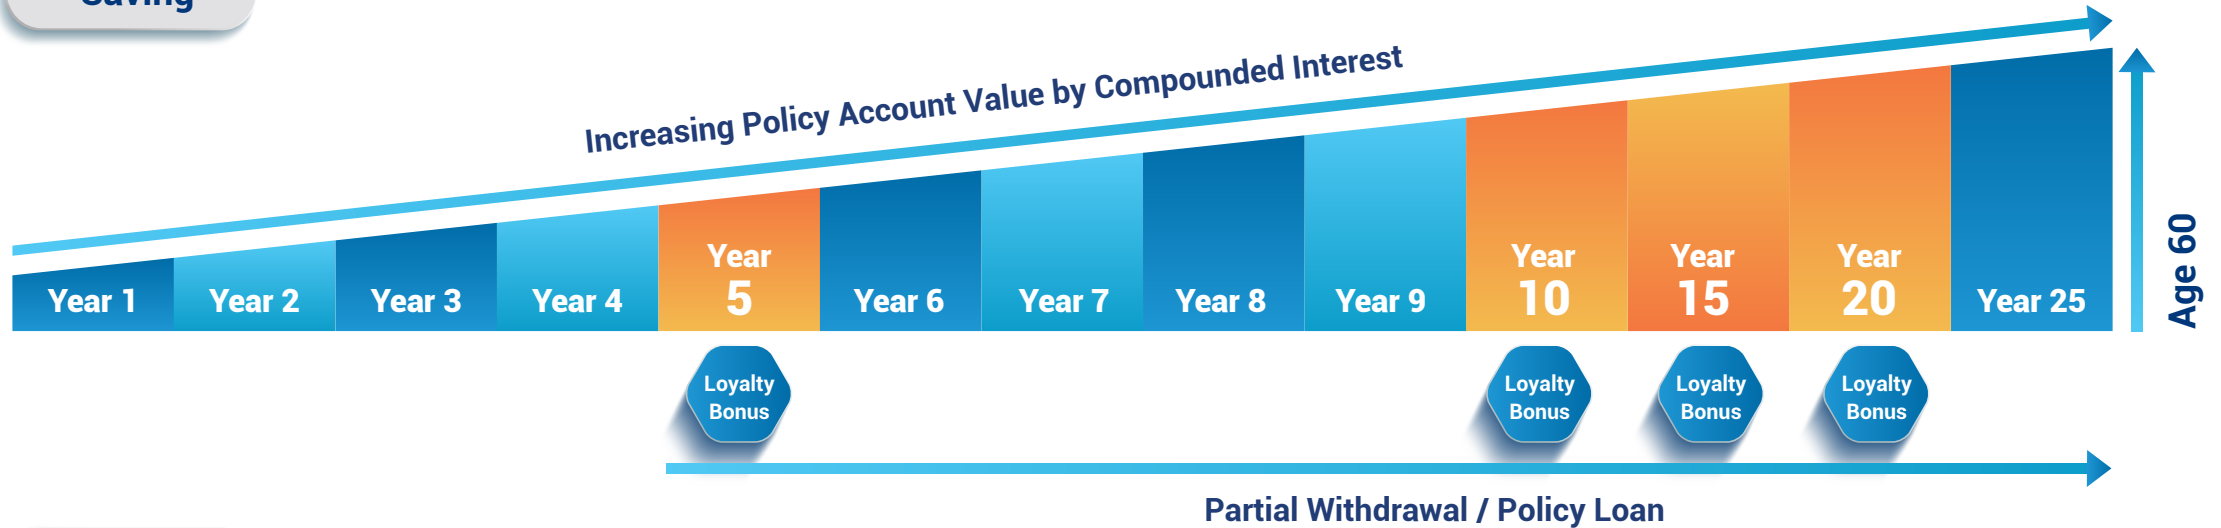 Saving
Increasing Policy Account Value by Compounded Interest
Year 1
Year 2
Year 3
Year 4
Year
5
Year 6
Year 7
Year 8
Year 9
Year
10
Year
15
Year
20
Year 25
Age 60
Loyalty
Bonus
Loyalty
Bonus
Loyalty
Bonus
Loyalty
Bonus
Partial Withdrawal / Policy Loan